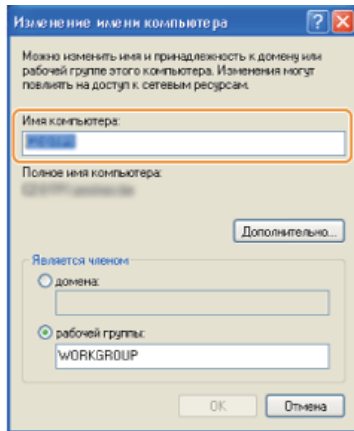 Изменение имени компьютера
Можно изменить имя и принадлежность к домену или
рабочей группе этого компьютера. Изменения могут
повлиять на доступ к сетевым ресурсам.
Имя компьютера:
Полное имя компьютера:
Дополнительно...
Является членом
домена:
рабочей группы:
WORKGROUP
OK
Отмена